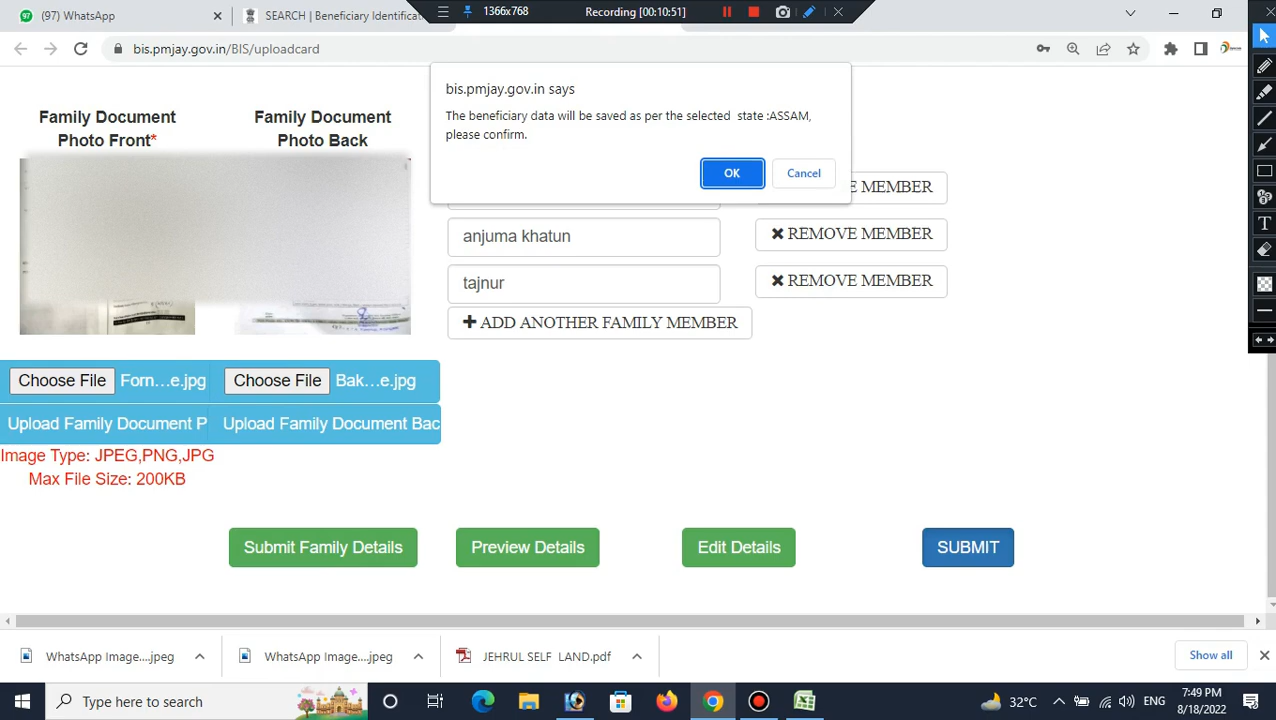 (97) WhatsApp
SEARCH | Beneficiary Identificat
1366x768
Recording [00:10:51]
bis.pmjay.gov.in/BIS/uploadcard
bis.pmjay.gov.in says
The beneficiary data will be saved as per the selected state :ASSAM,
please confirm.
OK
Cancel
Family Document
Photo Front*
Family Document
Photo Back
E MEMBER
anjuma khatun
✖ REMOVE MEMBER
tajnur
✖ REMOVE MEMBER
✚ ADD ANOTHER FAMILY MEMBER
Choose File Forn...e.jpg
Choose File Bak...e.jpg
Upload Family Document P
Upload Family Document Bac
Image Type: JPEG,PNG,JPG
Max File Size: 200KB
Submit Family Details
Preview Details
Edit Details
SUBMIT
WhatsApp Image....jpeg
WhatsApp Image....jpeg
JEHRUL SELF LAND.pdf
Show all
Type here to search
32°C
ENG
7:49 PM
8/18/2022